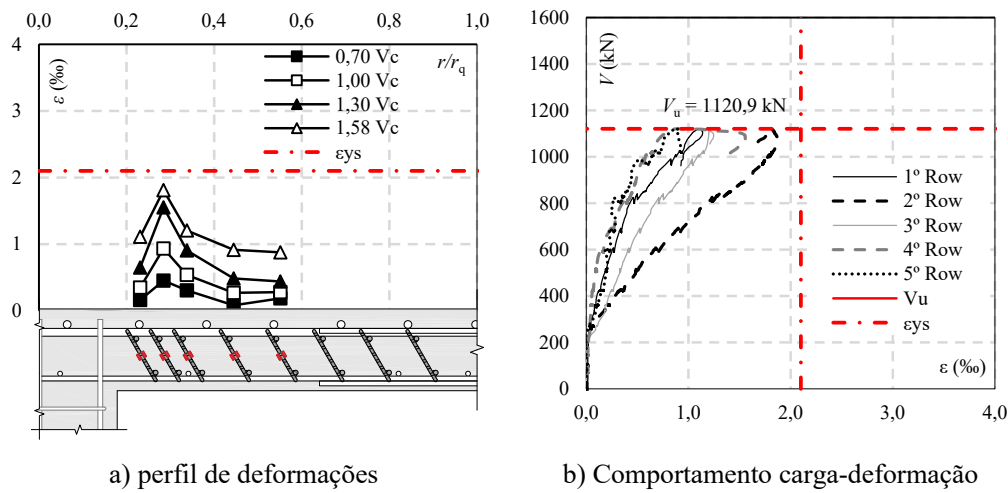 0,0 0,2 0,4 0,6 0,8 1,0
r/rq
ε (‰)
4
3
2
1
0
0,70 Vc
1,00 Vc
1,30 Vc
1,58 Vc
εys
a) perfil de deformações
V (kN)
1600
1400
1200
1000
800
600
400
200
0
Vu = 1120,9 kN
1º Row
2º Row
3º Row
4º Row
5º Row
Vu
εys
ε (‰)
0,0 1,0 2,0 3,0 4,0
b) Comportamento carga-deformação